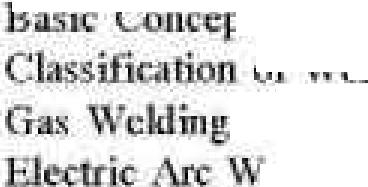 Basic Concep
Classification
Gas Welding
Electric Arc W